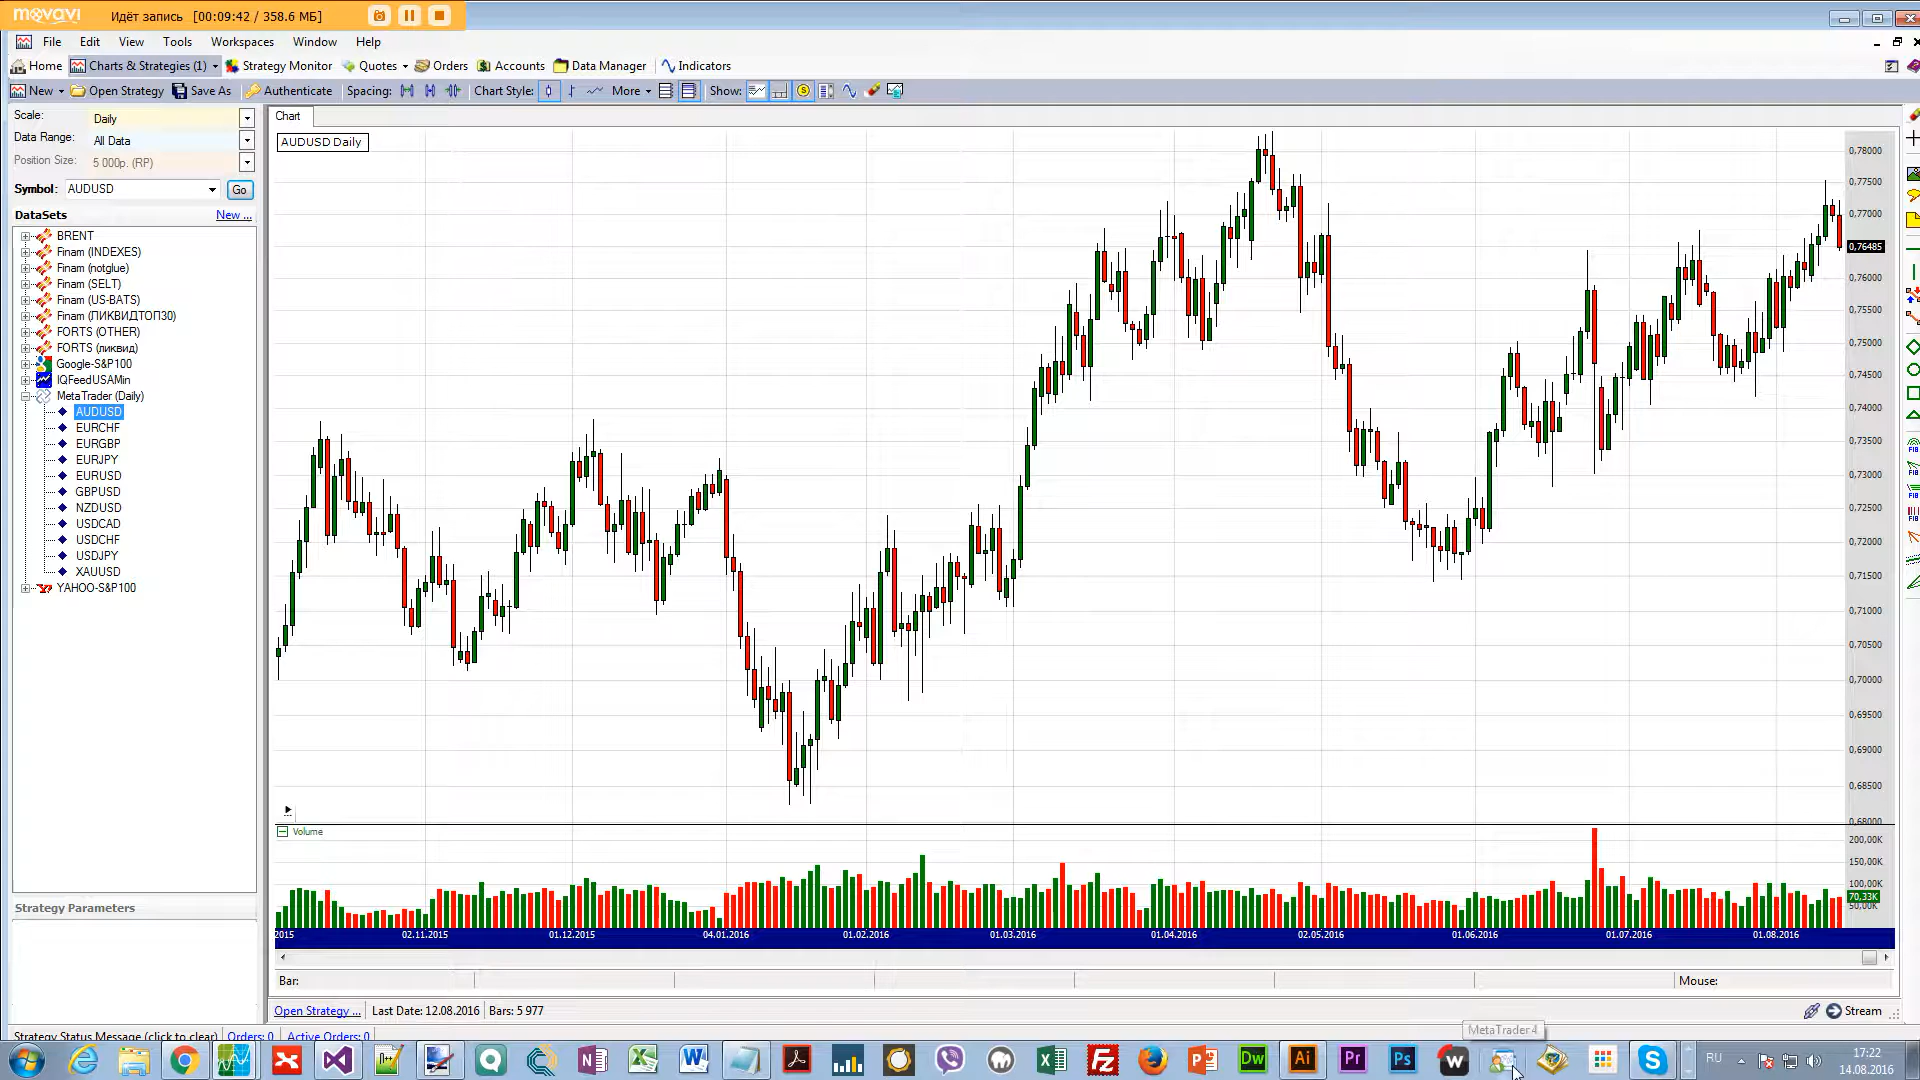 movavi Идёт запись [00:09:42 / 358.6 МБ]
File Edit View Tools Workspaces Window Help
Home Charts & Strategies (1) Strategy Monitor Quotes Orders Accounts Data Manager Indicators
New Open Strategy Save As Authenticate Spacing: Chart Style: More Show:
Scale: Daily
Data Range: All Data
Position Size: 5 000р. (RP)
Symbol: AUDUSD Go
DataSets New ...
BRENT
Finam (INDEXES)
Finam (notglue)
Finam (SELT)
Finam (US-BATS)
Finam (ЛИКВИДТОП30)
FORTS (OTHER)
FORTS (ликвид)
Google-S&P100
IQFeedUSAMin
MetaTrader (Daily)
AUDUSD
EURCHF
EURGBP
EURJPY
EURUSD
GBPUSD
NZDUSD
USDCAD
USDCHF
USDJPY
XAUUSD
YAHOO-S&P100
Strategy Parameters
Chart
AUDUSD Daily
0,78000
0,77500
0,77000
0,76485
0,76000
0,75500
0,75000
0,74500
0,74000
0,73500
0,73000
0,72500
0,72000
0,71500
0,71000
0,70500
0,70000
0,69500
0,69000
0,68500
0,68000
Volume
200,00K
150,00K
100,00K
70,33K
50,00K
2015 02.11.2015 01.12.2015 04.01.2016 01.02.2016 01.03.2016 01.04.2016 02.05.2016 01.06.2016 01.07.2016 01.08.2016
Bar: Mouse:
Open Strategy ... Last Date: 12.08.2016 Bars: 5 977 Stream
Strategy Status Message (click to clear) Orders: 0 Active Orders: 0
MetaTrader4
RU 17:22
14.08.2016